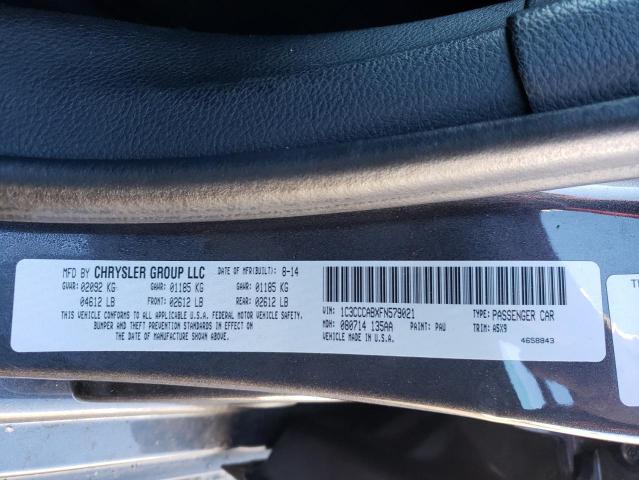 MFD BY CHRYSLER GROUP LLC DATE OF MFR(BUILT): 8-14
GVWR: 02092 KG GAWR: 01185 KG GAWR: 01185 KG
04612 LB FRONT: 02612 LB REAR: 02612 LB
THIS VEHICLE CONFORMS TO ALL APPLICABLE U.S.A. FEDERAL MOTOR VEHICLE SAFETY,
BUMPER AND THEFT PREVENTION STANDARDS IN EFFECT ON
THE DATE OF MANUFACTURE SHOWN ABOVE.
VIN: 1C3CCCABXFN579021 TYPE: PASSENGER CAR
MDH: 080714 135AA PAINT: PAU TRIM: A5X9
VEHICLE MADE IN U.S.A. 4658843